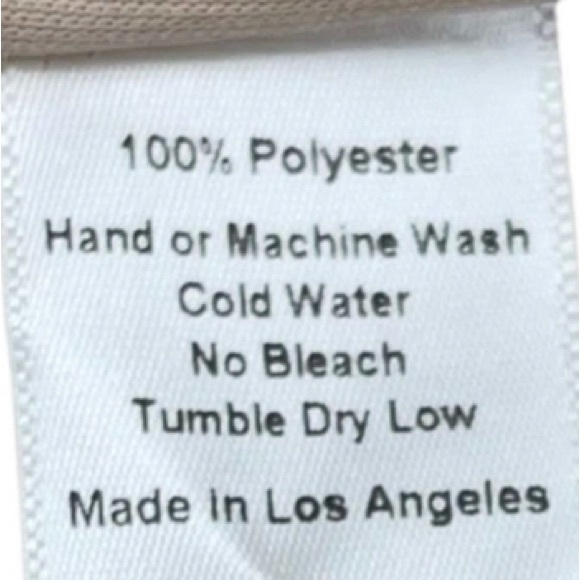 100% Polyester
Hand or Machine Wash
Cold Water
No Bleach
Tumble Dry Low
Made in Los Angeles